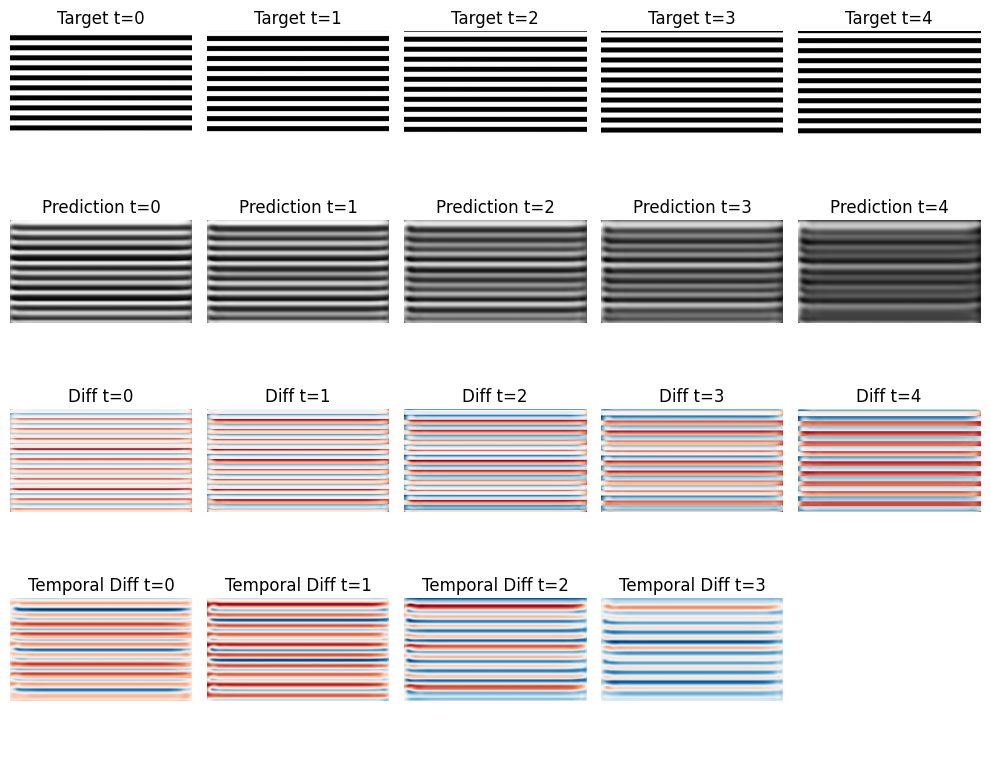 Target t=0 Target t=1 Target t=2 Target t=3 Target t=4
Prediction t=0 Prediction t=1 Prediction t=2 Prediction t=3 Prediction t=4
Diff t=0 Diff t=1 Diff t=2 Diff t=3 Diff t=4
Temporal Diff t=0 Temporal Diff t=1 Temporal Diff t=2 Temporal Diff t=3